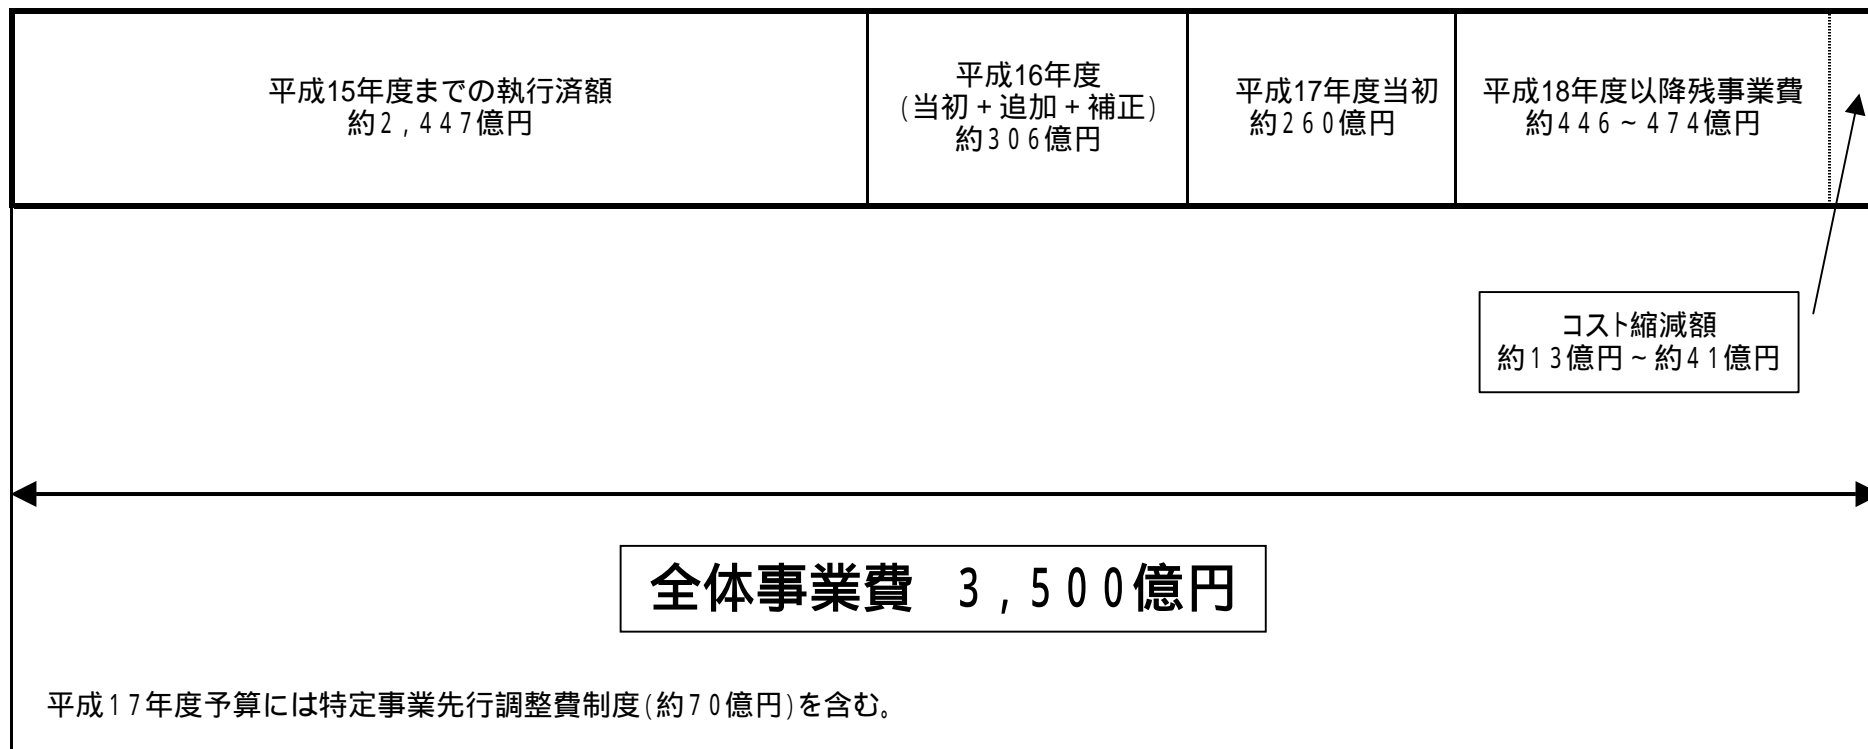 平成15年度までの執行済額
約2,447億円
平成16年度
(当初+追加+補正)
約306億円
平成17年度当初
約260億円
平成18年度以降残事業費
約446~474億円
コスト縮減額
約13億円~約41億円
全体事業費 3,500億円
平成17年度予算には特定事業先行調整費制度(約70億円)を含む。